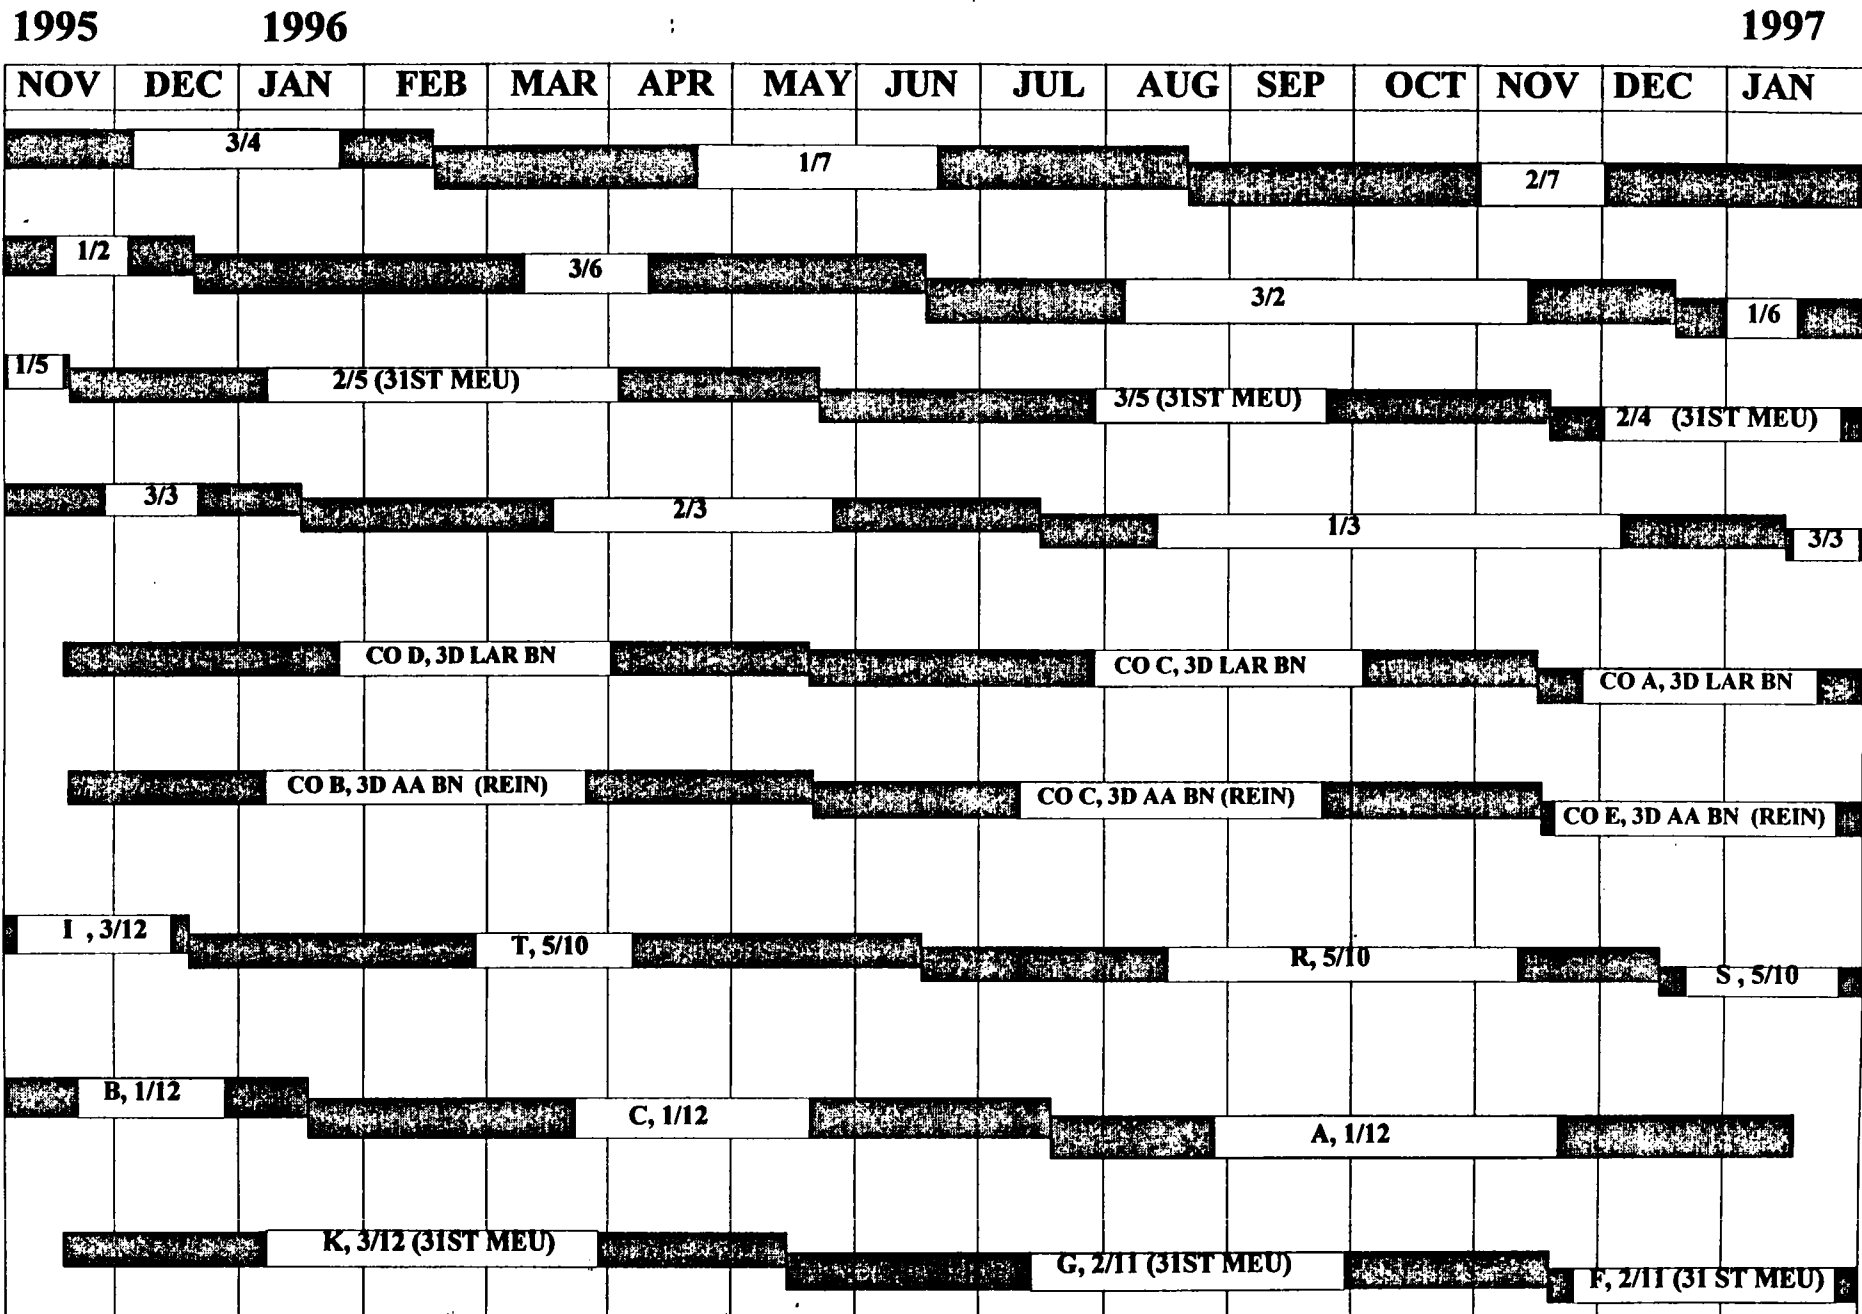 1995 1996 1997
NOV DEC JAN FEB MAR APR MAY JUN JUL AUG SEP OCT NOV DEC JAN
3/4
1/7
2/7
1/2
3/6
3/2
1/6
1/5
2/5 (31ST MEU)
3/5 (31ST MEU)
2/4 (31ST MEU)
3/3
2/3
1/3
3/3
CO D, 3D LAR BN
CO C, 3D LAR BN
CO A, 3D LAR BN
CO B, 3D AA BN (REIN)
CO C, 3D AA BN (REIN)
CO E, 3D AA BN (REIN)
I , 3/12
T, 5/10
R, 5/10
S , 5/10
B, 1/12
C, 1/12
A, 1/12
K, 3/12 (31ST MEU)
G, 2/11 (31ST MEU)
F, 2/11 (31 ST MEU)